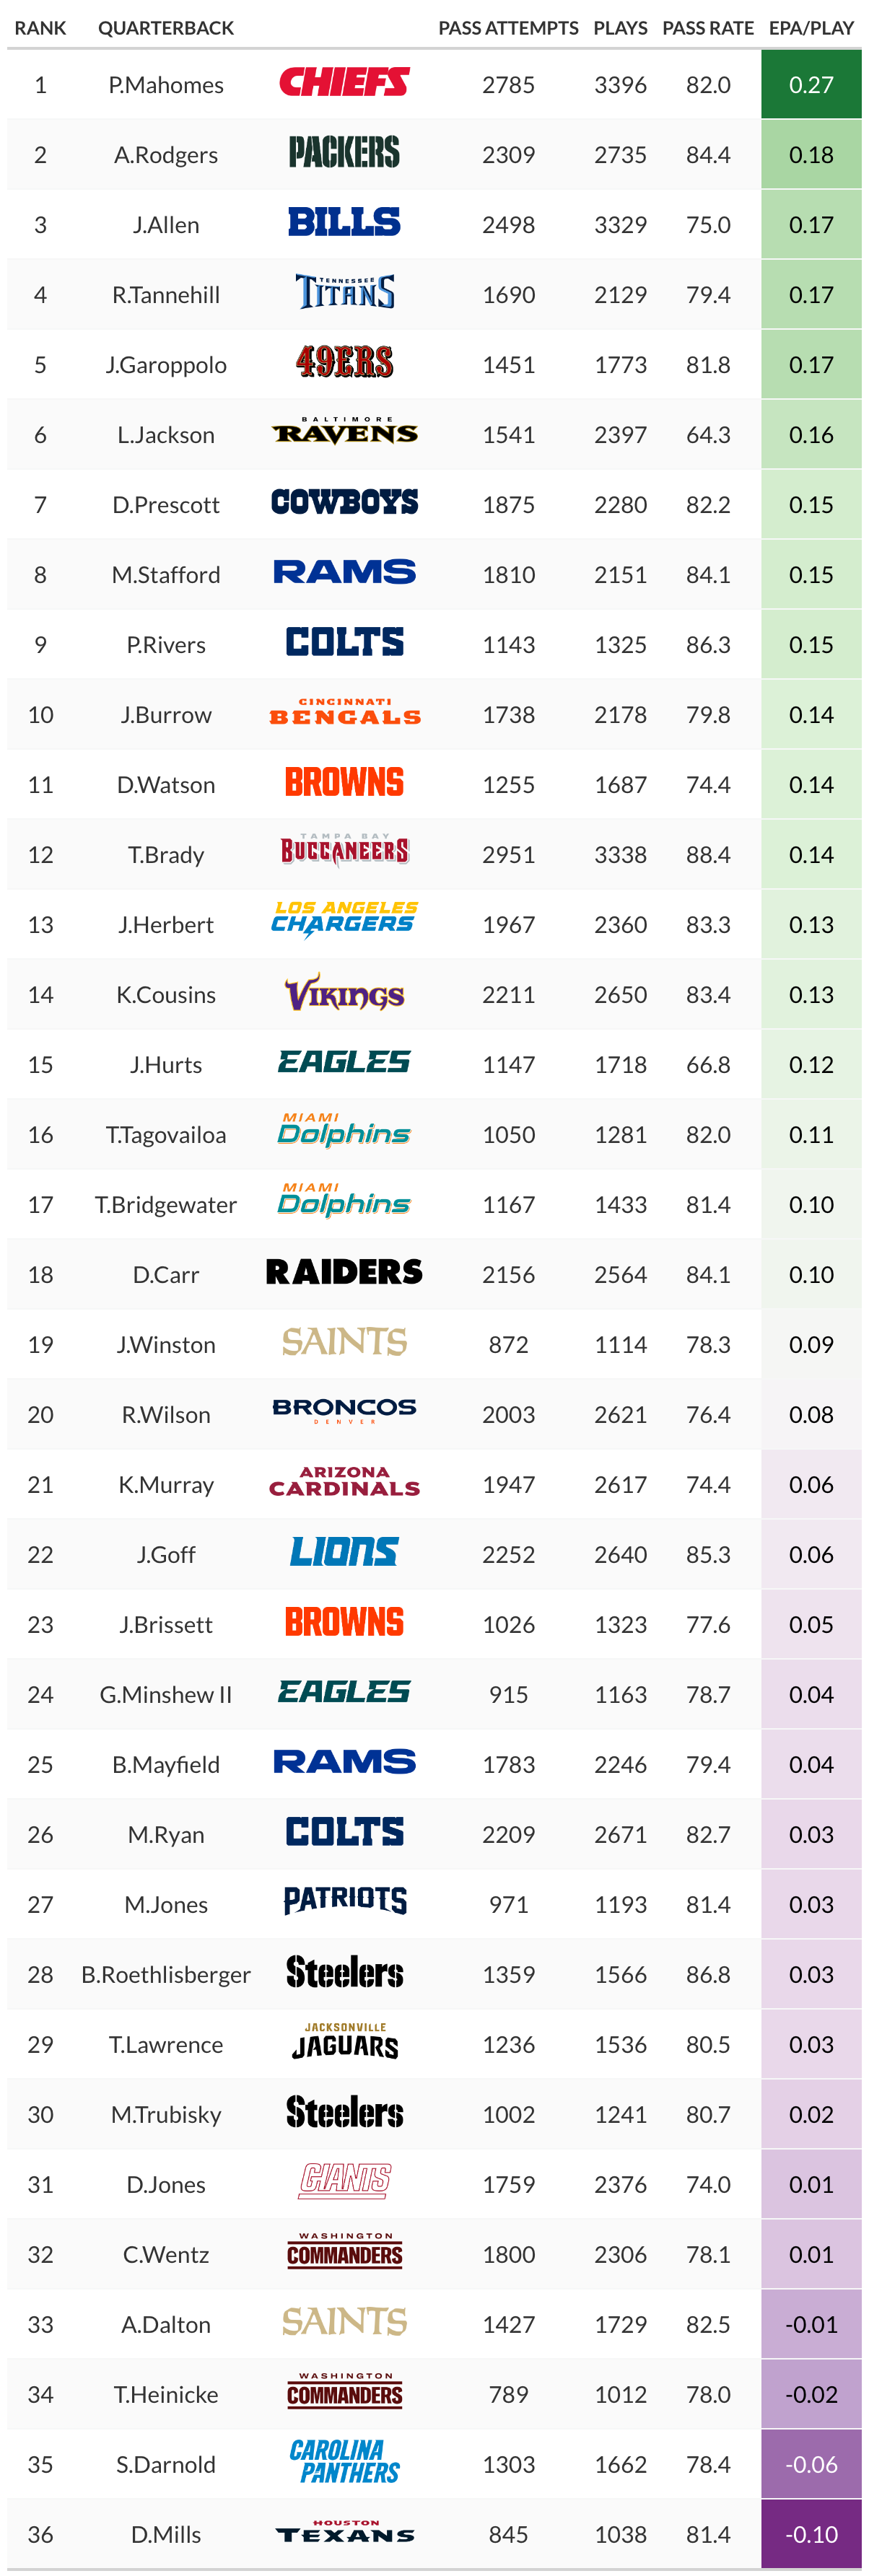 RANK QUARTERBACK PASS ATTEMPTS PLAYS PASS RATE EPA/PLAY
1 P.Mahomes CHIEFS 2785 3396 82.0 0.27
2 A.Rodgers PACKERS 2309 2735 84.4 0.18
3 J.Allen BILLS 2498 3329 75.0 0.17
4 R.Tannehill TENNESSEE TITANS 1690 2129 79.4 0.17
5 J.Garoppolo 49ERS 1451 1773 81.8 0.17
6 L.Jackson BALTIMORE RAVENS 1541 2397 64.3 0.16
7 D.Prescott COWBOYS 1875 2280 82.2 0.15
8 M.Stafford RAMS 1810 2151 84.1 0.15
9 P.Rivers COLTS 1143 1325 86.3 0.15
10 J.Burrow CINCINNATI BENGALS 1738 2178 79.8 0.14
11 D.Watson BROWNS 1255 1687 74.4 0.14
12 T.Brady TAMPA BAY BUCCANEERS 2951 3338 88.4 0.14
13 J.Herbert LOS ANGELES CHARGERS 1967 2360 83.3 0.13
14 K.Cousins VIKINGS 2211 2650 83.4 0.13
15 J.Hurts EAGLES 1147 1718 66.8 0.12
16 T.Tagovailoa MIAMI Dolphins 1050 1281 82.0 0.11
17 T.Bridgewater MIAMI Dolphins 1167 1433 81.4 0.10
18 D.Carr RAIDERS 2156 2564 84.1 0.10
19 J.Winston SAINTS 872 1114 78.3 0.09
20 R.Wilson BRONCOS DENVER 2003 2621 76.4 0.08
21 K.Murray ARIZONA CARDINALS 1947 2617 74.4 0.06
22 J.Goff LIONS 2252 2640 85.3 0.06
23 J.Brissett BROWNS 1026 1323 77.6 0.05
24 G.Minshew II EAGLES 915 1163 78.7 0.04
25 B.Mayfield RAMS 1783 2246 79.4 0.04
26 M.Ryan COLTS 2209 2671 82.7 0.03
27 M.Jones PATRIOTS 971 1193 81.4 0.03
28 B.Roethlisberger Steelers 1359 1566 86.8 0.03
29 T.Lawrence JACKSONVILLE JAGUARS 1236 1536 80.5 0.03
30 M.Trubisky Steelers 1002 1241 80.7 0.02
31 D.Jones GIANTS 1759 2376 74.0 0.01
32 C.Wentz WASHINGTON COMMANDERS 1800 2306 78.1 0.01
33 A.Dalton SAINTS 1427 1729 82.5 -0.01
34 T.Heinicke WASHINGTON COMMANDERS 789 1012 78.0 -0.02
35 S.Darnold CAROLINA PANTHERS 1303 1662 78.4 -0.06
36 D.Mills HOUSTON TEXANS 845 1038 81.4 -0.10